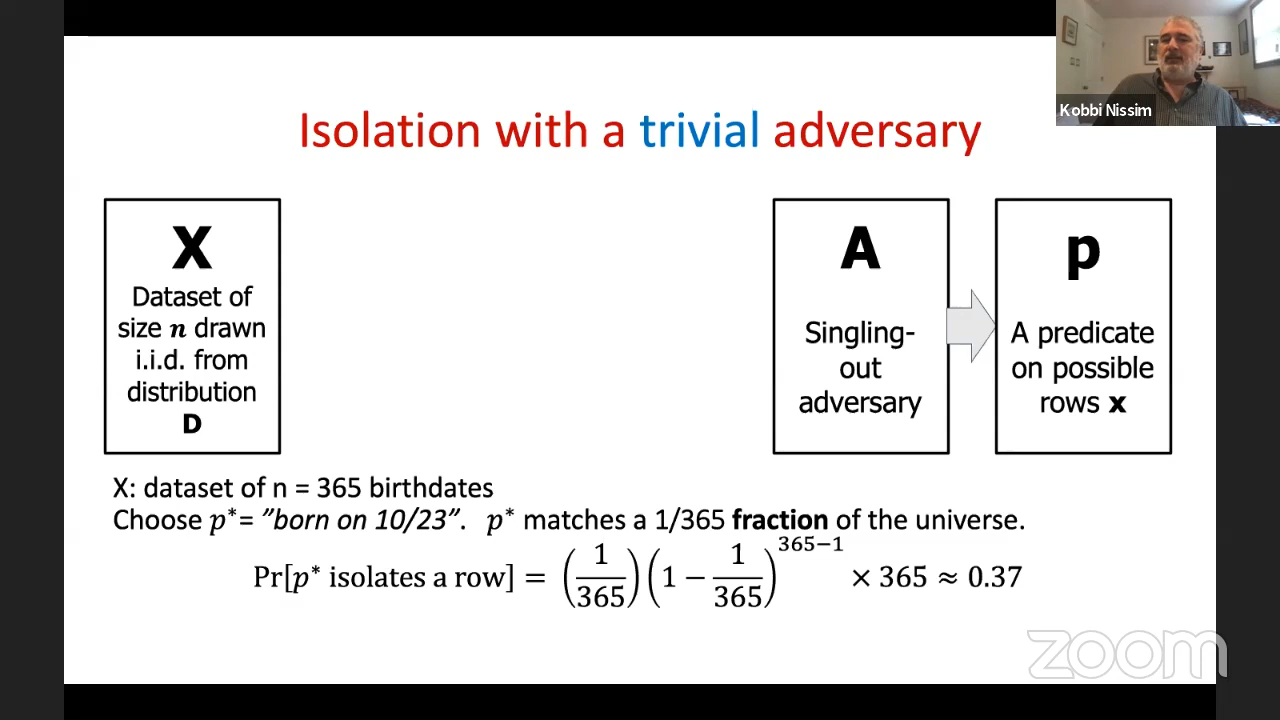 Kobbi Nissim
Isolation with a trivial adversary
X
Dataset of
size n drawn
i.i.d. from
distribution
D
A
Singling-
out
adversary
p
A predicate
on possible
rows x
X: dataset of n = 365 birthdates
Choose p*= ”born on 10/23”. p* matches a 1/365 fraction of the universe.
Pr[p* isolates a row] = (1/365)(1 − 1/365)^{365−1} × 365 ≈ 0.37
zoom